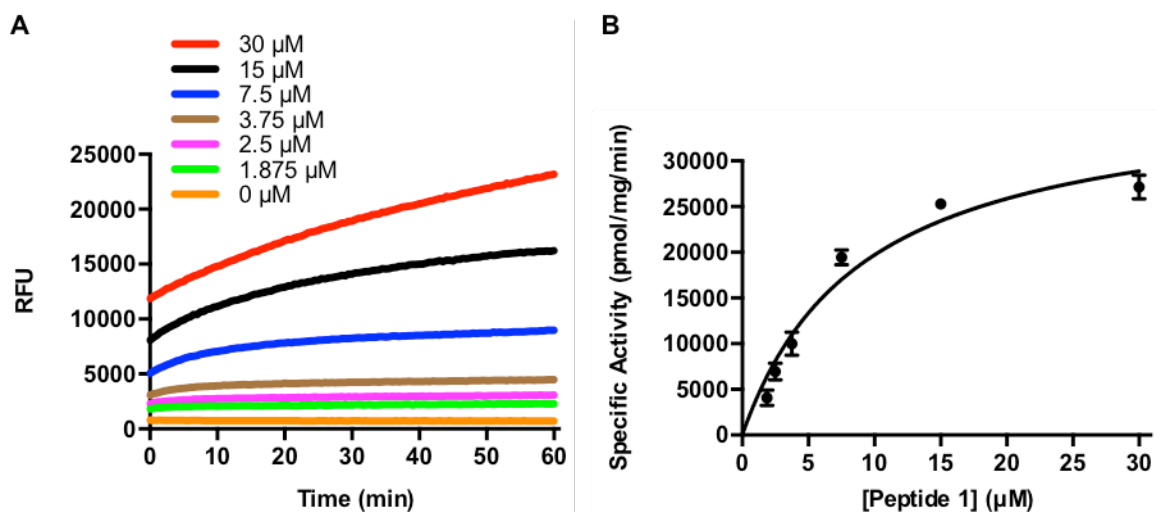 A
30 µM
15 µM
7.5 µM
3.75 µM
2.5 µM
1.875 µM
0 µM
RFU
25000
20000
15000
10000
5000
0
0 10 20 30 40 50 60
Time (min)
B
Specific Activity (pmol/mg/min)
30000
25000
20000
15000
10000
5000
0
0 5 10 15 20 25 30
[Peptide 1] (µM)